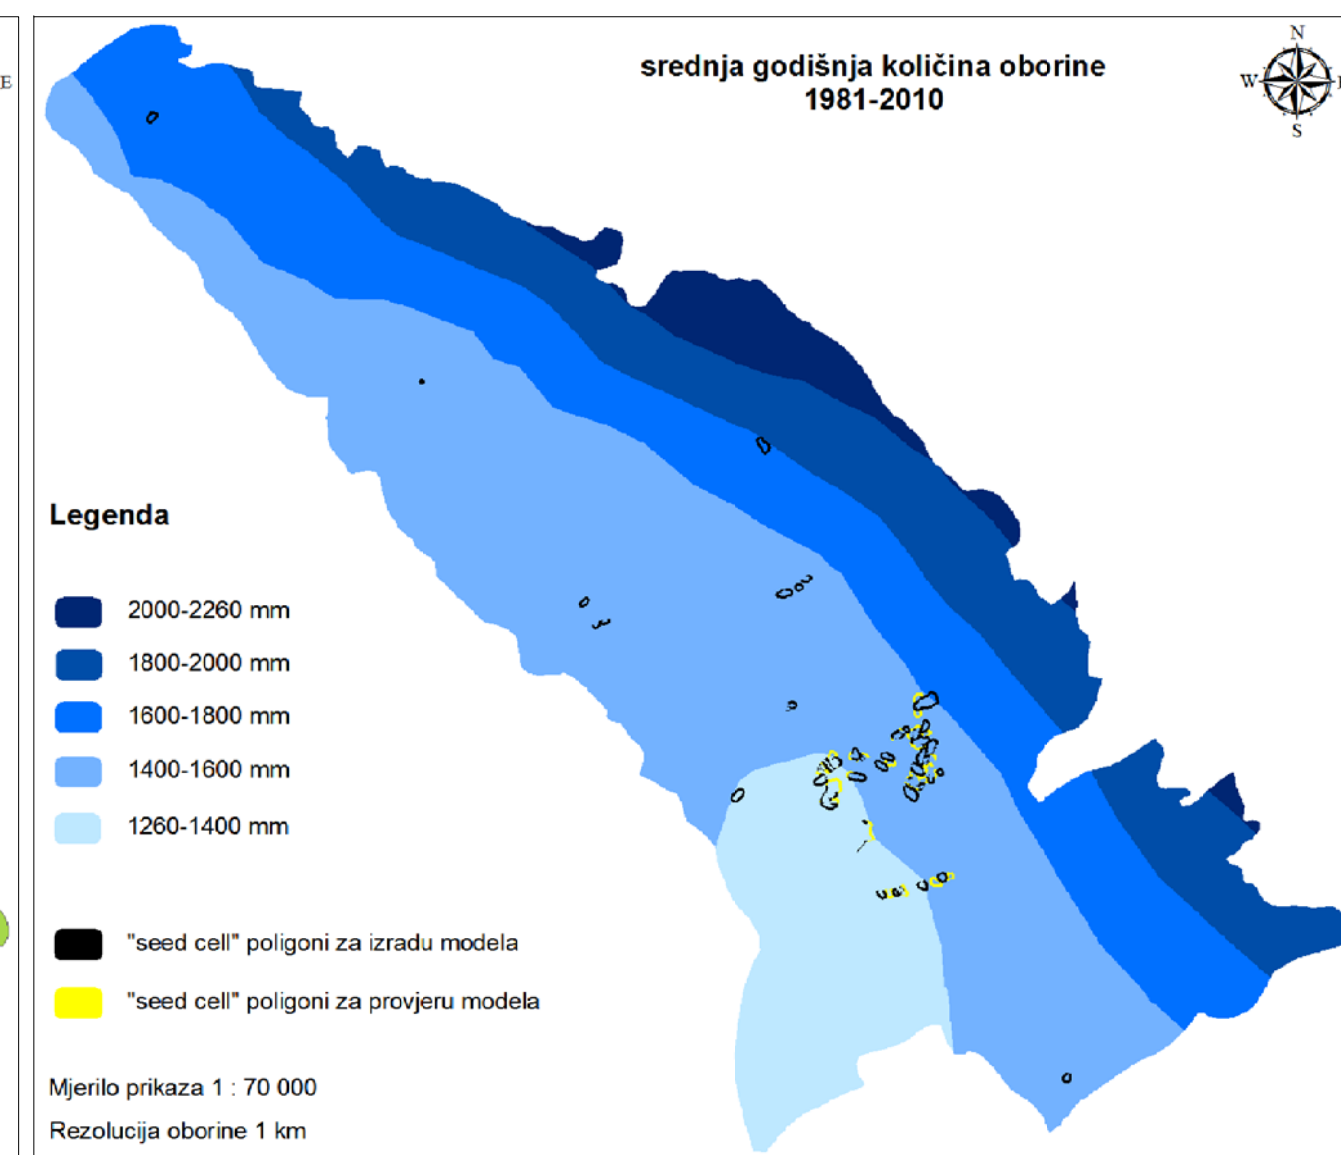 E
srednja godišnja količina oborine
1981-2010
N
W
S
Legenda
2000-2260 mm
1800-2000 mm
1600-1800 mm
1400-1600 mm
1260-1400 mm
"seed cell" poligoni za izradu modela
"seed cell" poligoni za provjeru modela
Mjerilo prikaza 1 : 70 000
Rezolucija oborine 1 km